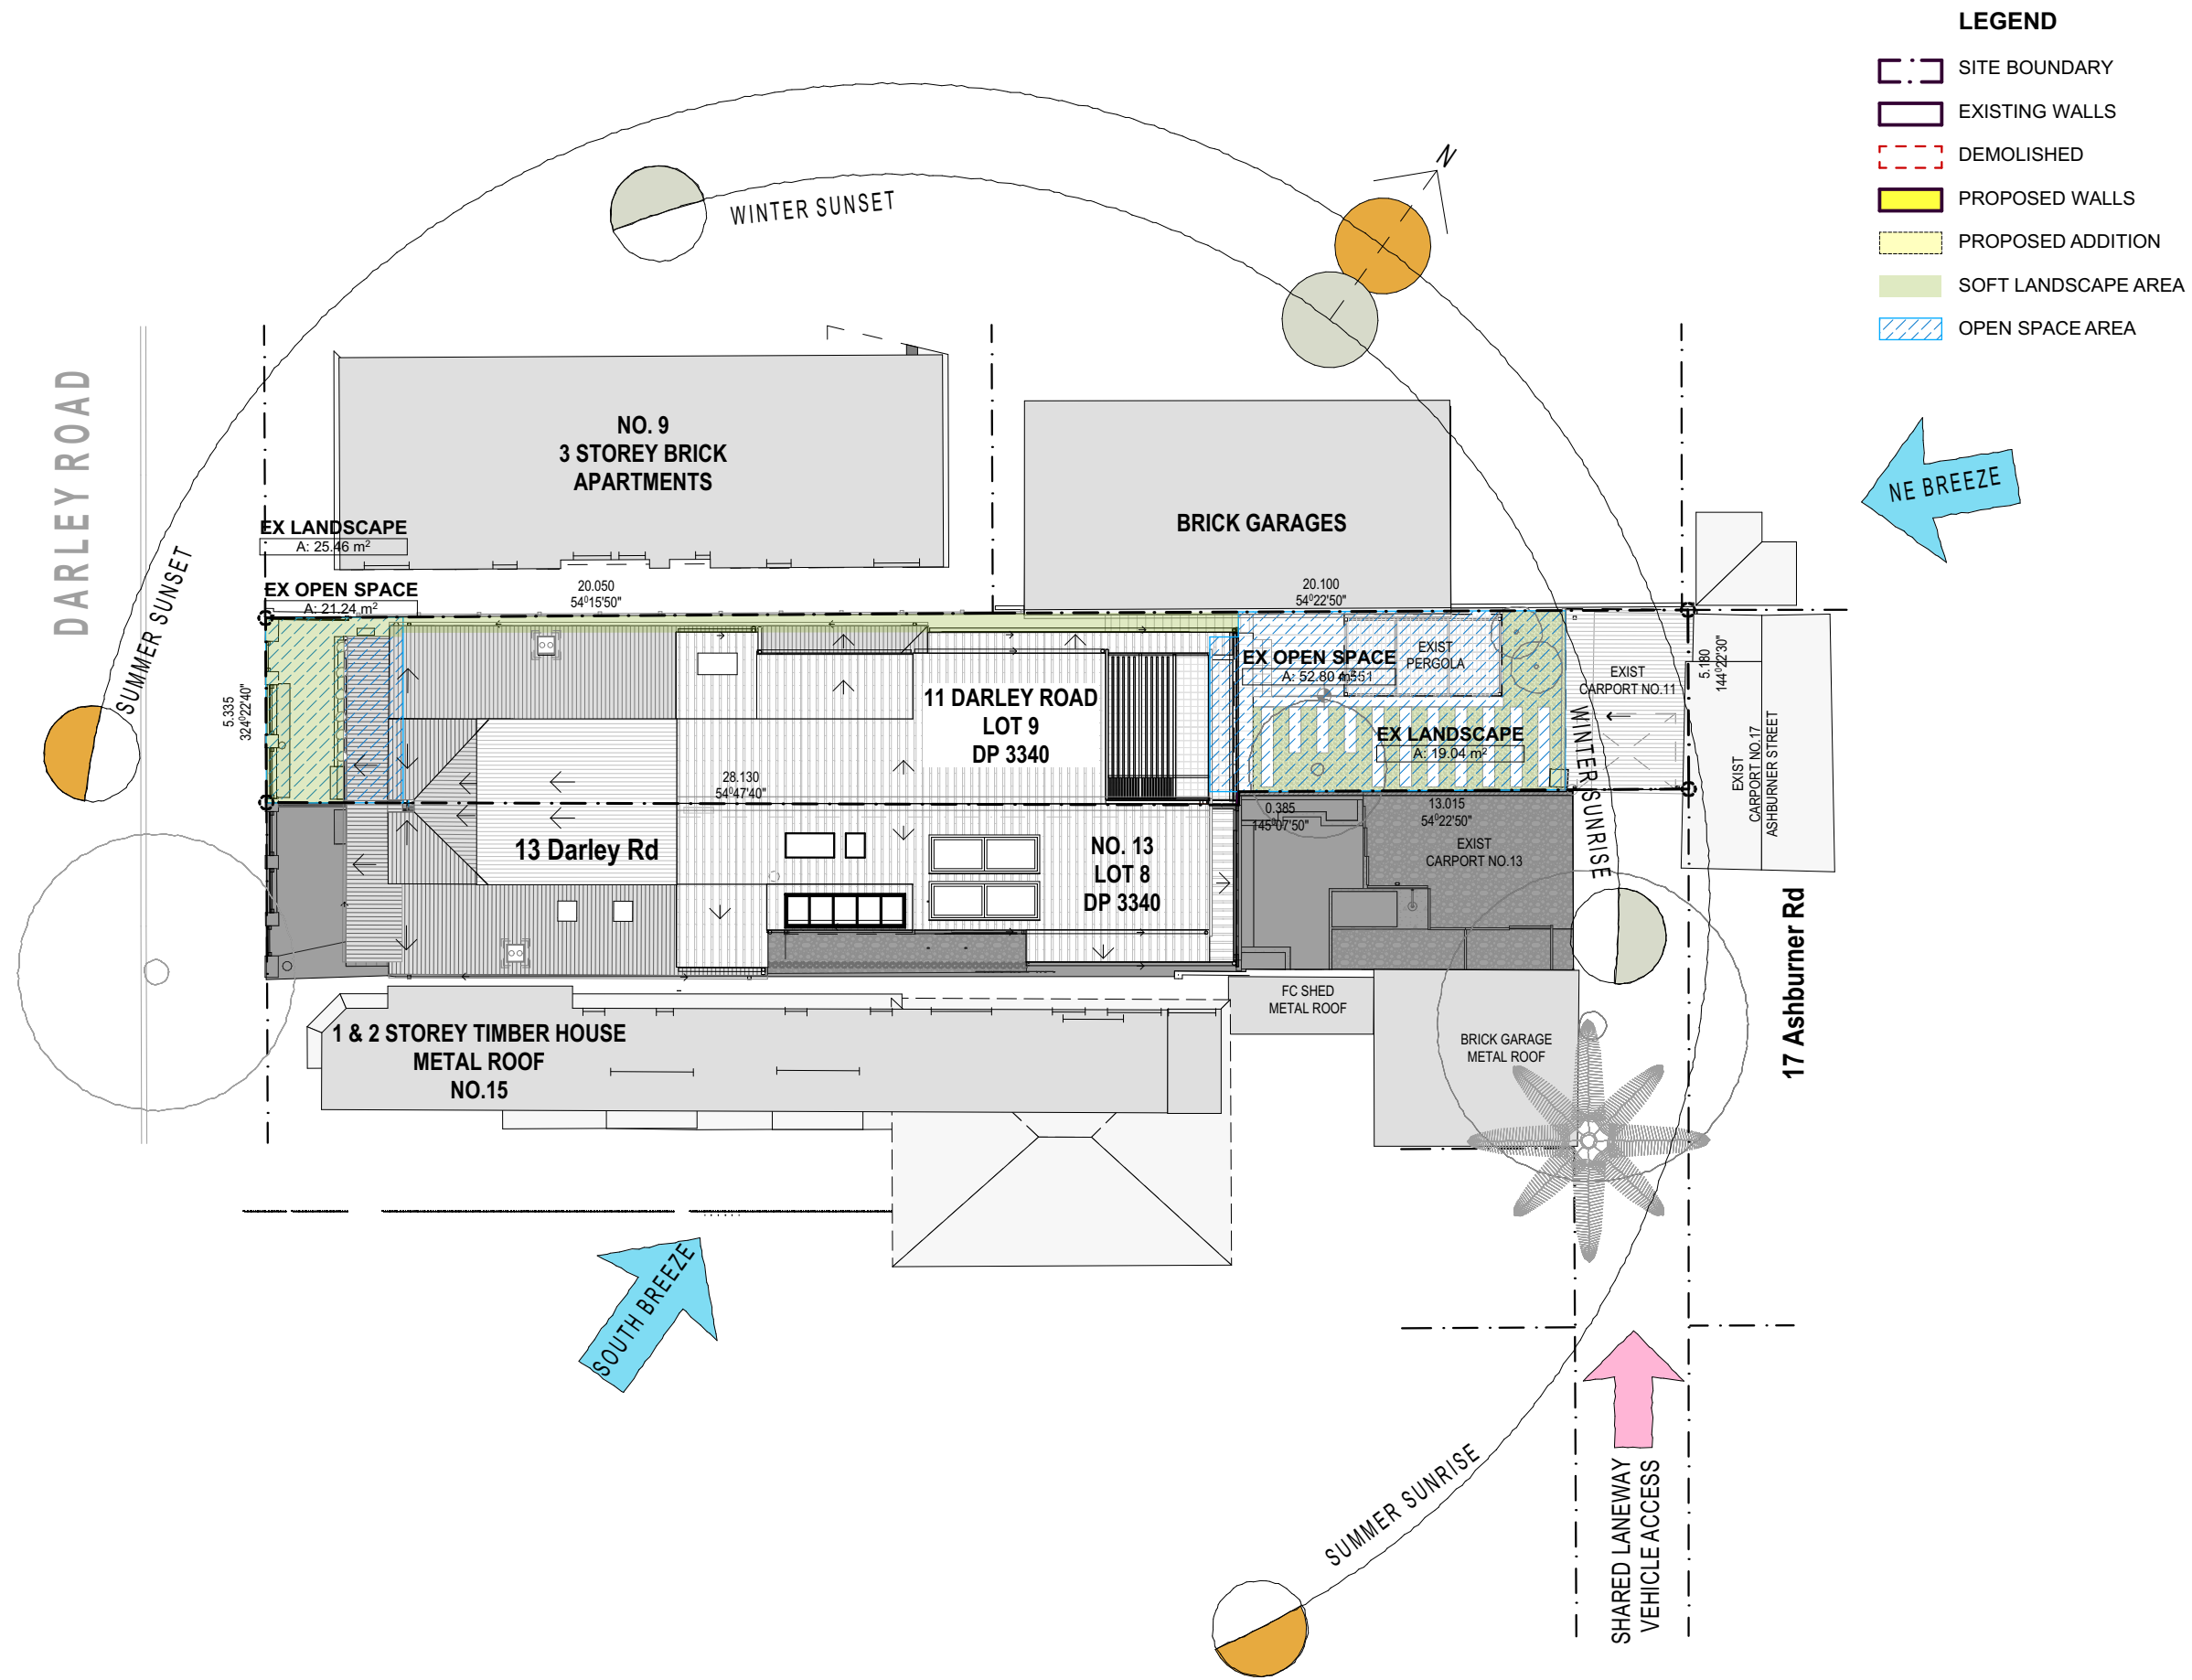 LEGEND
SITE BOUNDARY
EXISTING WALLS
DEMOLISHED
PROPOSED WALLS
PROPOSED ADDITION
SOFT LANDSCAPE AREA
OPEN SPACE AREA
N
WINTER SUNSET
DARLEY ROAD
SUMMER SUNSET
NO. 9
3 STOREY BRICK
APARTMENTS
BRICK GARAGES
NE BREEZE
EX LANDSCAPE
A: 25.46 m²
EX OPEN SPACE
A: 21.24 m²
20.050
54°15'50"
20.100
54°22'50"
5.335
324°22'40"
EX OPEN SPACE
A: 52.80 m²
EXIST
PERGOLA
EXIST
CARPORT NO.11
5.180
144°22'30"
11 DARLEY ROAD
LOT 9
DP 3340
EX LANDSCAPE
A: 19.04 m²
EXIST
CARPORT NO.17
ASHBURNER STREET
28.130
54°47'40"
0.385
145°07'50"
13.015
54°22'50"
EXIST
CARPORT NO.13
WINTER SUNRISE
13 Darley Rd
NO. 13
LOT 8
DP 3340
17 Ashburner Rd
FC SHED
METAL ROOF
1 & 2 STOREY TIMBER HOUSE
METAL ROOF
NO.15
BRICK GARAGE
METAL ROOF
SOUTH BREEZE
SUMMER SUNRISE
SHARED LANEWAY
VEHICLE ACCESS